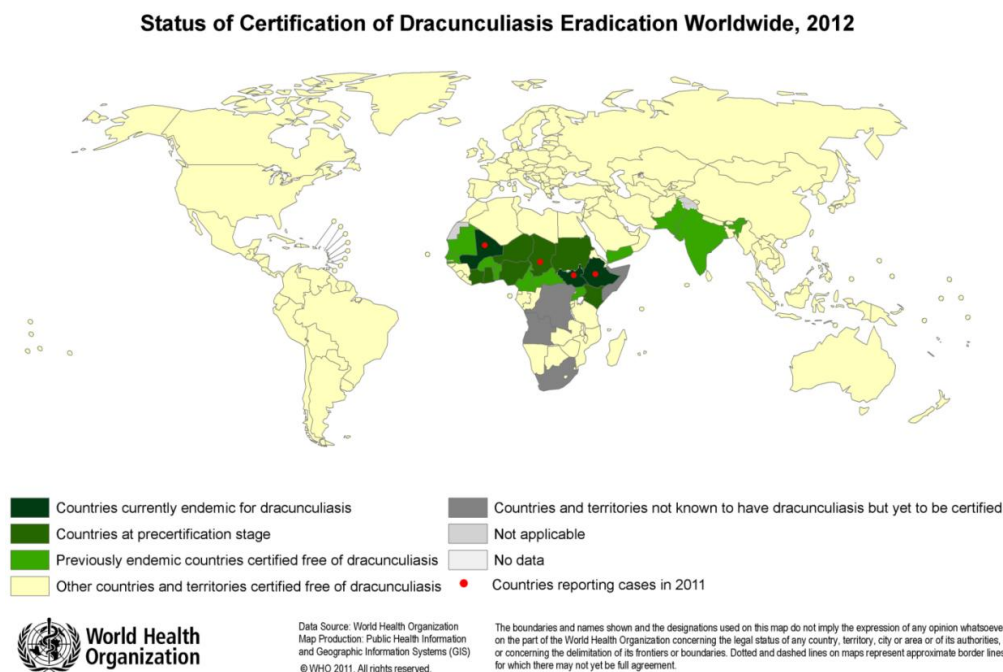 Status of Certification of Dracunculiasis Eradication Worldwide, 2012
Countries currently endemic for dracunculiasis
Countries at precertification stage
Previously endemic countries certified free of dracunculiasis
Other countries and territories certified free of dracunculiasis
Countries and territories not known to have dracunculiasis but yet to be certified
Not applicable
No data
Countries reporting cases in 2011
World Health
Organization
Data Source: World Health Organization
Map Production: Public Health Information
and Geographic Information Systems (GIS)
© WHO 2011. All rights reserved.
The boundaries and names shown and the designations used on this map do not imply the expression of any opinion whatsoeve
on the part of the World Health Organization concerning the legal status of any country, territory, city or area or of its authorities,
or concerning the delimitation of its frontiers or boundaries. Dotted and dashed lines on maps represent approximate border lines
for which there may not yet be full agreement.